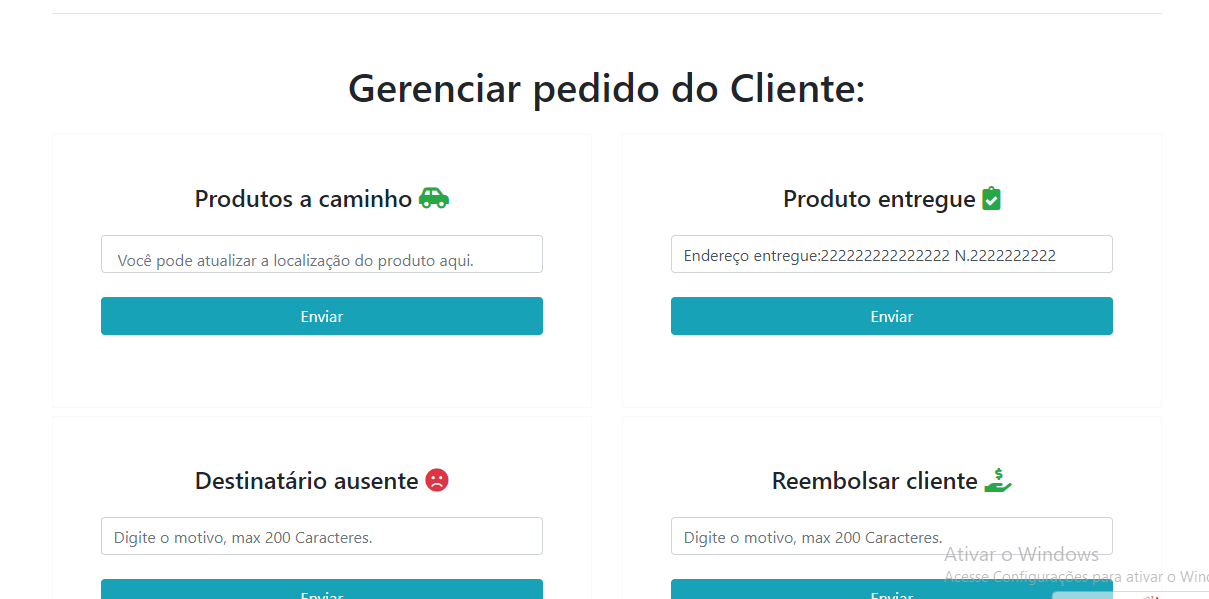 Gerenciar pedido do Cliente:
Produtos a caminho
Você pode atualizar a localização do produto aqui.
Enviar
Produto entregue
Endereço entregue:222222222222222 N.2222222222
Enviar
Destinatário ausente
Digite o motivo, max 200 Caracteres.
Enviar
Reembolsar cliente
Digite o motivo, max 200 Caracteres.
Enviar
Ativar o Windows
Acesse Configurações para ativar o Wind